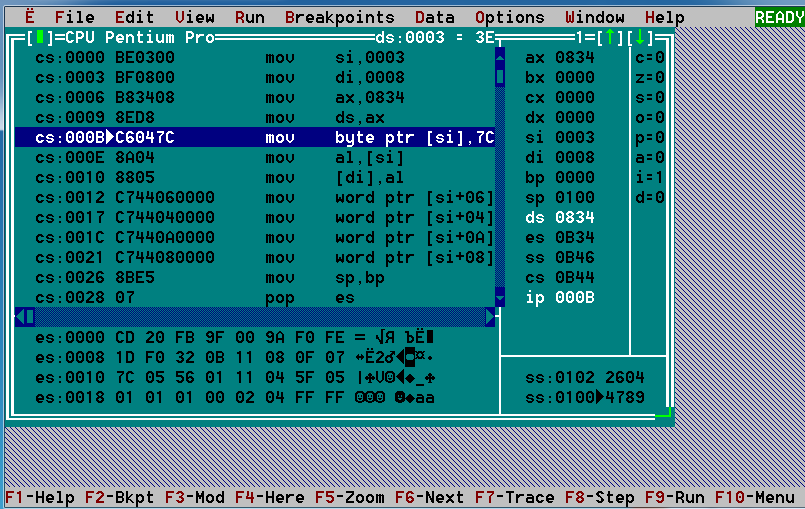 Ë File Edit View Run Breakpoints Data Options Window Help READY
[▮]=CPU Pentium Pro ds:0003 = 3E 1=[↑][↓]
cs:0000 BE0300 mov si,0003 ax 0834 c=0
cs:0003 BF0800 mov di,0008 bx 0000 z=0
cs:0006 B83408 mov ax,0834 cx 0000 s=0
cs:0009 8ED8 mov ds,ax dx 0000 o=0
cs:000B►C6047C mov byte ptr [si],7C si 0003 p=0
cs:000E 8A04 mov al,[si] di 0008 a=0
cs:0010 8805 mov [di],al bp 0000 i=1
cs:0012 C744060000 mov word ptr [si+06] sp 0100 d=0
cs:0017 C744040000 mov word ptr [si+04] ds 0834
cs:001C C7440A0000 mov word ptr [si+0A] es 0B34
cs:0021 C744080000 mov word ptr [si+08] ss 0B46
cs:0026 8BE5 mov sp,bp cs 0B44
cs:0028 07 pop es ip 000B
es:0000 CD 20 FB 9F 00 9A F0 FE = √Я ЪЁ■
es:0008 1D F0 32 0B 11 08 0F 07 ↔Ё2♂◄◘☼•
es:0010 7C 05 56 01 11 04 5F 05 |♣V☺◄♦_♣ ss:0102 2604
es:0018 01 01 01 00 02 04 FF FF ☺☺☺ ☻♦aa ss:0100►4789
F1-Help F2-Bkpt F3-Mod F4-Here F5-Zoom F6-Next F7-Trace F8-Step F9-Run F10-Menu